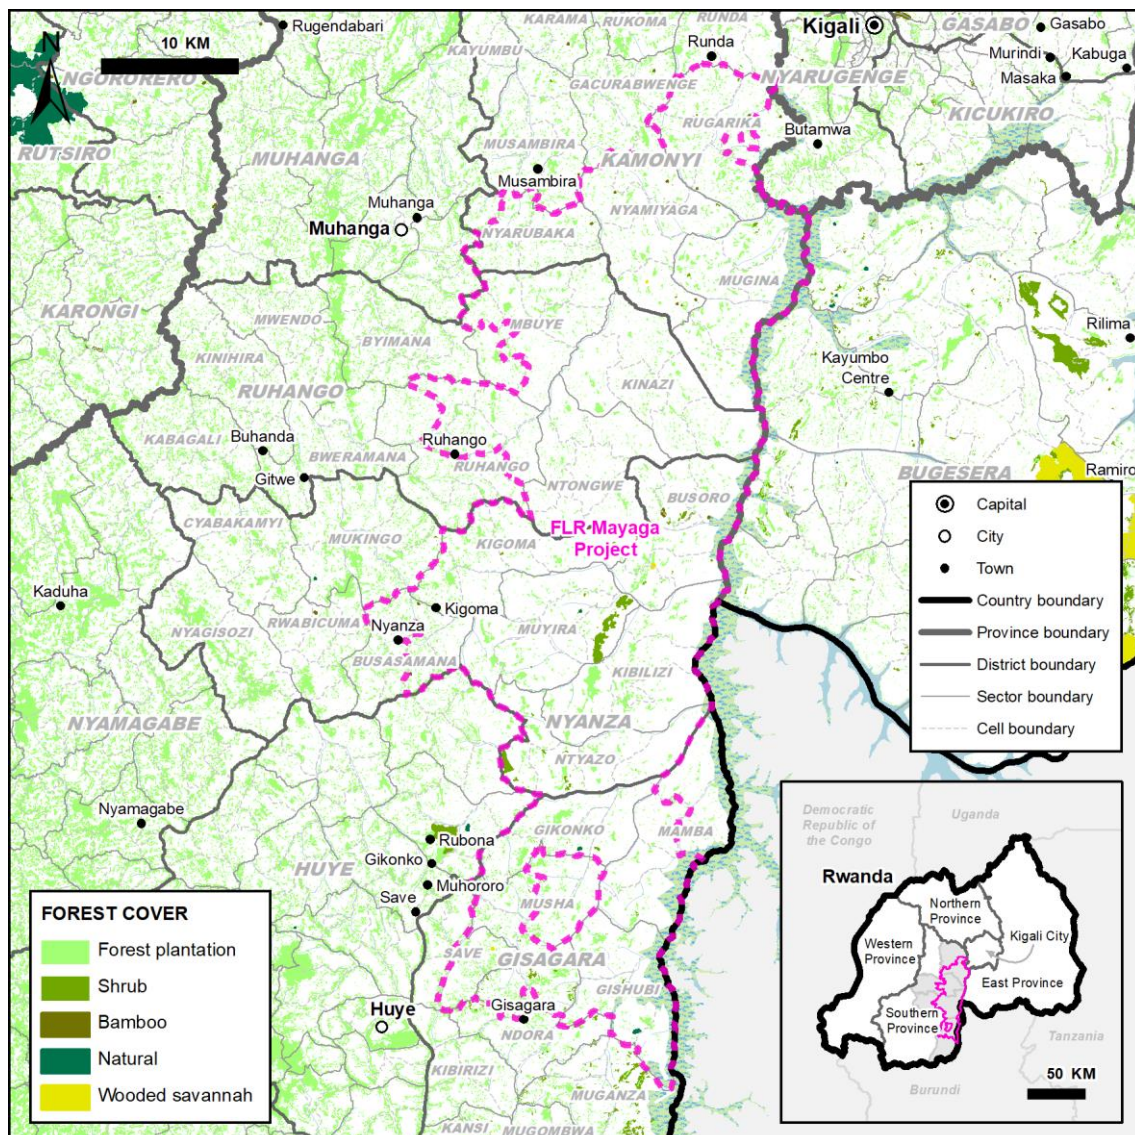 KARAMA
RUKOMA
RUNDA
GASABO
Rugendabari
Kigali
Gasabo
N
10 KM
KAYUMBU
Runda
Murindi
Kabuga
NGORORERO
GACURABWENGE
NYARUGENGE
Masaka
KICUKIRO
RUGARIKA
Butamwa
RUTSIRO
MUHANGA
MUSAMBIRA
KAMONYI
Musambira
Muhanga
NYAMIYAGA
Muhanga
NYARUBAKA
MUGINA
KARONGI
MWENDO
MBUYE
Rilima
BYIMANA
KINIHIRA
Kayumbo
Centre
RUHANGO
KINAZI
KABAGALI
Buhanda
Ruhango
BWERAMANA
RUHANGO
Gitwe
NTONGWE
BUGESERA
Ramiro
BUSORO
CYABAKAMYI
MUKINGO
KIGOMA
FLR Mayaga
Project
Kaduha
Kigoma
RWABICUMA
NYAGISOZI
Nyanza
MUYIRA
BUSASAMANA
KIBILIZI
NYAMAGABE
NYANZA
NTYAZO
Nyamagabe
GIKONKO
MAMBA
Rubona
HUYE
Gikonko
Muhororo
Save
MUSHA
SAVE
GISAGARA
GISHUBI
Huye
Gisagara
NDORA
KIBIRIZI
MUGANZA
KANSI
MUGOMBWA
Capital
City
Town
Country boundary
Province boundary
District boundary
Sector boundary
Cell boundary
FOREST COVER
Forest plantation
Shrub
Bamboo
Natural
Wooded savannah
Democratic
Republic of
the Congo
Uganda
Rwanda
Northern
Province
Kigali City
Western
Province
East Province
Southern
Province
Tanzania
Burundi
50 KM